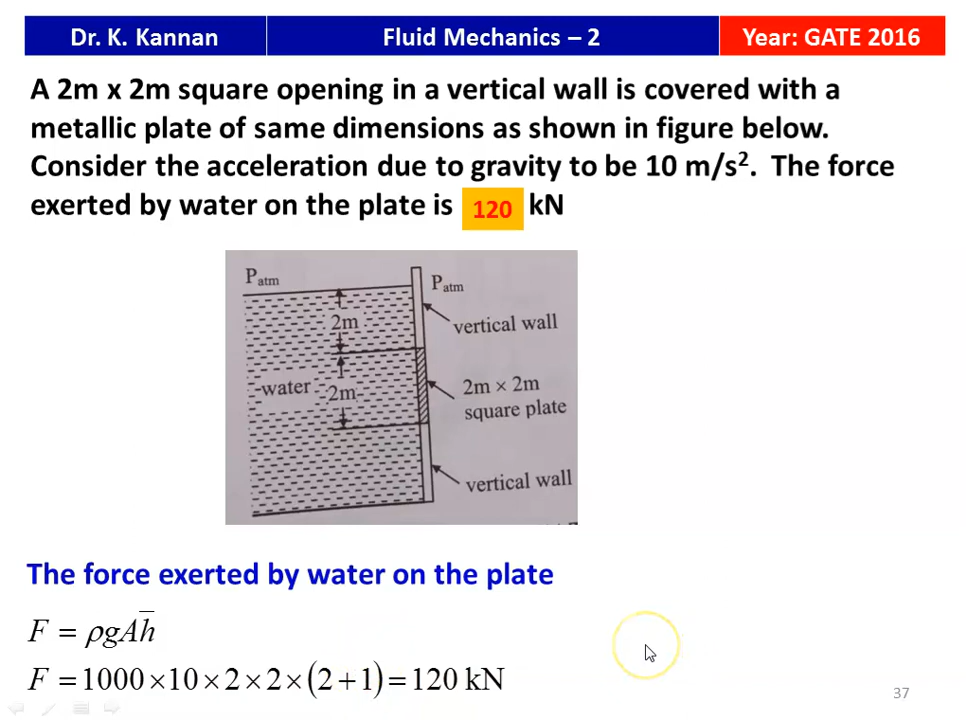 Dr. K. Kannan
Fluid Mechanics – 2
Year: GATE 2016
A 2m x 2m square opening in a vertical wall is covered with a
metallic plate of same dimensions as shown in figure below.
Consider the acceleration due to gravity to be 10 m/s². The force
exerted by water on the plate is 120 kN
Pₐₜₘ
Pₐₜₘ
2m
vertical wall
water
2m
2m × 2m
square plate
vertical wall
The force exerted by water on the plate
F = ρgAh̅
F = 1000 × 10 × 2 × 2 × (2 + 1) = 120 kN
37